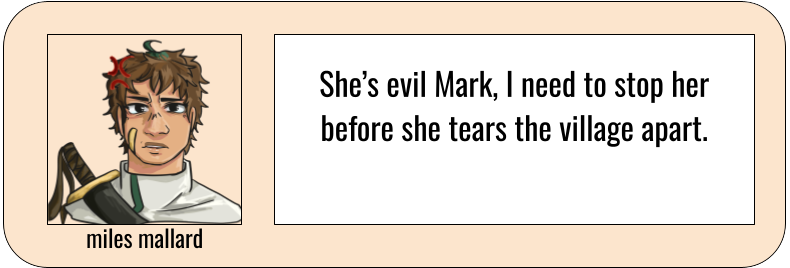 She’s evil Mark, I need to stop her
before she tears the village apart.
miles mallard